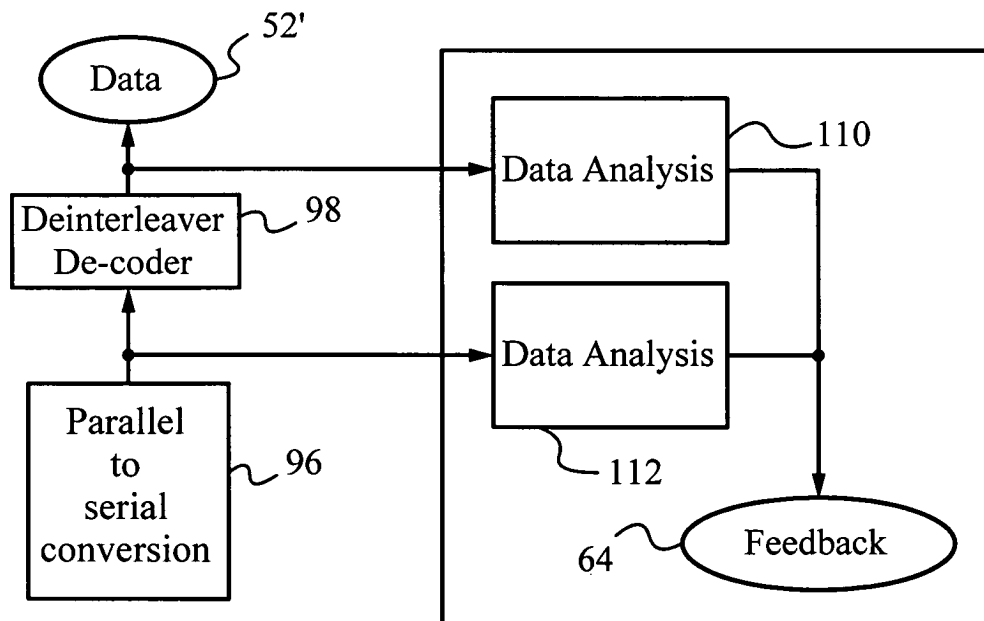 52'
Data
110
Data Analysis
Deinterleaver
De-coder
98
Data Analysis
Parallel
to
serial
conversion
96
112
64
Feedback